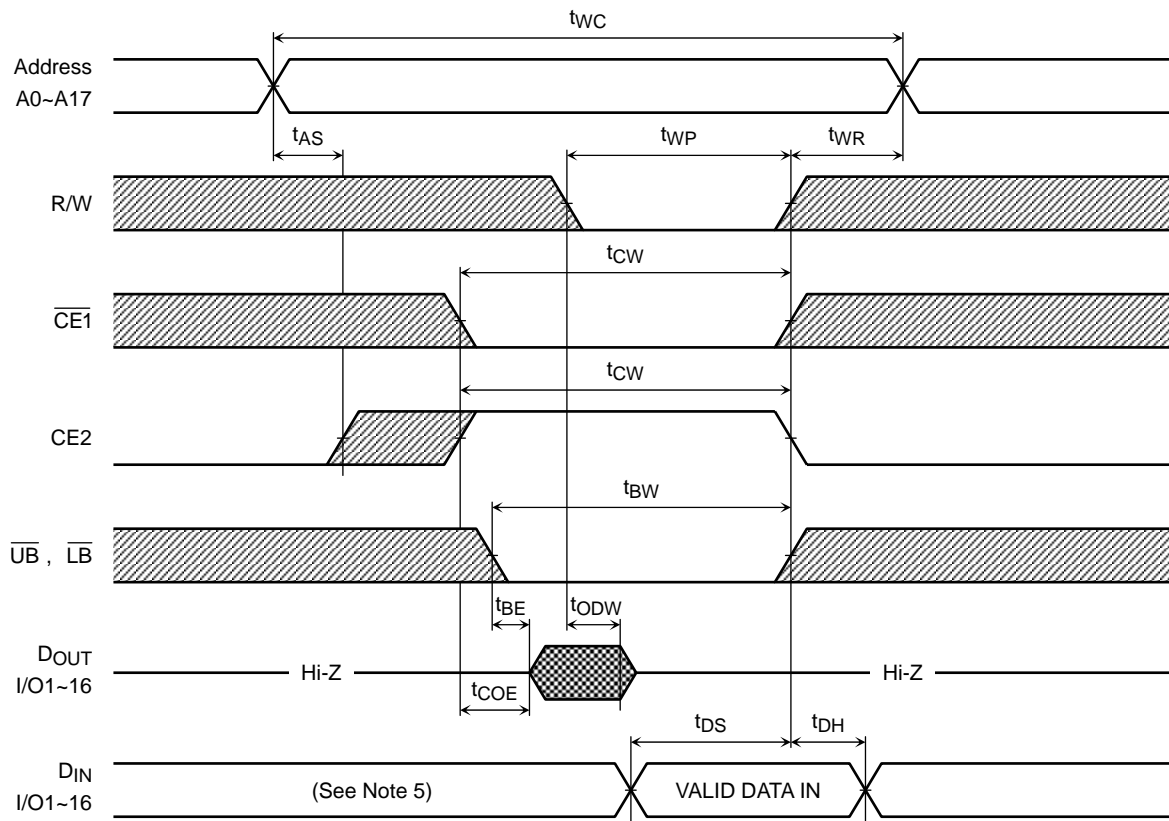 tWC
Address
A0~A17
tAS
tWP
tWR
R/W
tCW
CE1
tCW
CE2
tBW
UB , LB
tBE
tODW
DOUT
I/O1~16
Hi-Z
Hi-Z
tCOE
tDS
tDH
DIN
I/O1~16
(See Note 5)
VALID DATA IN